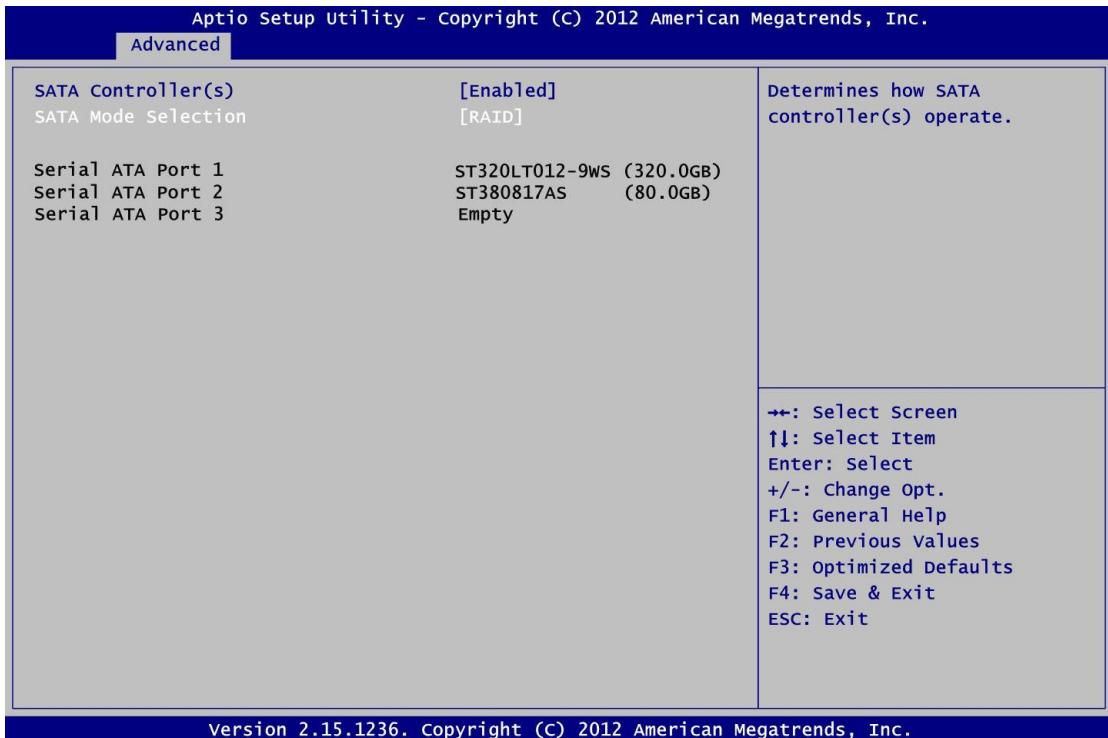 Aptio Setup Utility - Copyright (C) 2012 American Megatrends, Inc.
Advanced
SATA Controller(s) [Enabled]
SATA Mode Selection [RAID]
Serial ATA Port 1 ST320LT012-9WS (320.0GB)
Serial ATA Port 2 ST380817AS (80.0GB)
Serial ATA Port 3 Empty
Determines how SATA
controller(s) operate.
→←: Select Screen
↑↓: Select Item
Enter: Select
+/-: Change Opt.
F1: General Help
F2: Previous Values
F3: Optimized Defaults
F4: Save & Exit
ESC: Exit
Version 2.15.1236. Copyright (C) 2012 American Megatrends, Inc.